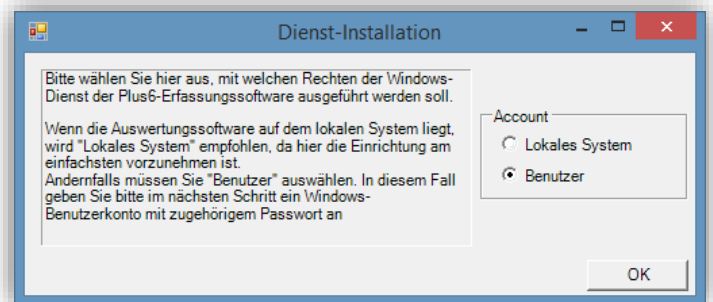 Dienst-Installation
Bitte wählen Sie hier aus, mit welchen Rechten der Windows-
Dienst der Plus6-Erfassungssoftware ausgeführt werden soll.
Wenn die Auswertungssoftware auf dem lokalen System liegt,
wird "Lokales System" empfohlen, da hier die Einrichtung am
einfachsten vorzunehmen ist.
Andernfalls müssen Sie "Benutzer" auswählen. In diesem Fall
geben Sie bitte im nächsten Schritt ein Windows-
Benutzerkonto mit zugehörigem Passwort an
Account
Lokales System
Benutzer
OK